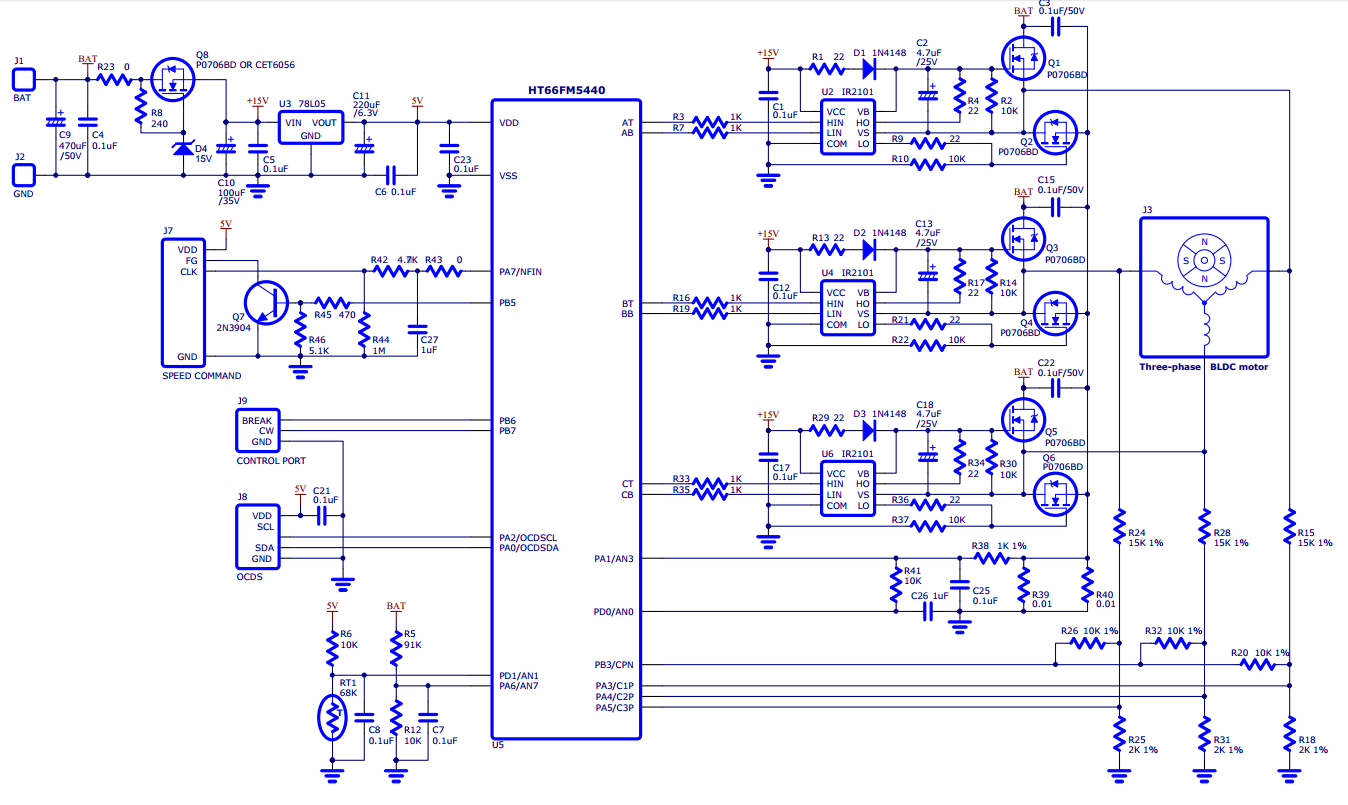 J1
BAT
J2
GND
BAT
R23 0
Q8
P0706BD OR CET6056
R8
240
D4
15V
C9
470uF
/50V
C4
0.1uF
C10
100uF
/35V
+15V
C5
0.1uF
U3 78L05
VIN VOUT
GND
C11
220uF
/6.3V
C6 0.1uF
5V
C23
0.1uF
HT66FM5440
VDD
VSS
PA7/NFIN
PB5
PB6
PB7
PA2/OCDSCL
PA0/OCDSDA
PD1/AN1
PA6/AN7
U5
AT
AB
BT
BB
CT
CB
PA1/AN3
PD0/AN0
PB3/CPN
PA3/C1P
PA4/C2P
PA5/C3P
J7
5V
VDD
FG
CLK
GND
SPEED COMMAND
Q7
2N3904
R45 470
R46
5.1K
R44
1M
R42 4.7K
R43 0
C27
1uF
J9
BREAK
CW
GND
CONTROL PORT
J8
VDD
SCL
SDA
GND
OCDS
5V
C21
0.1uF
5V
R6
10K
RT1
68K
T
C8
0.1uF
BAT
R5
91K
R12
10K
C7
0.1uF
R3 1K
R7 1K
+15V
C1
0.1uF
R1 22
D1 1N4148
U2 IR2101
VCC VB
HIN HO
LIN VS
COM LO
C2
4.7uF
/25V
R4
22
R2
10K
R9 22
R10 10K
BAT
C3
0.1uF/50V
Q1
P0706BD
Q2
P0706BD
R16 1K
R19 1K
+15V
C12
0.1uF
R13 22
D2 1N4148
U4 IR2101
VCC VB
HIN HO
LIN VS
COM LO
C13
4.7uF
/25V
R17
22
R14
10K
R21 22
R22 10K
BAT
C15
0.1uF/50V
Q3
P0706BD
Q4
P0706BD
R33 1K
R35 1K
+15V
C17
0.1uF
R29 22
D3 1N4148
U6 IR2101
VCC VB
HIN HO
LIN VS
COM LO
C18
4.7uF
/25V
R34
22
R30
10K
R36 22
R37 10K
BAT
C22
0.1uF/50V
Q5
P0706BD
Q6
P0706BD
J3
N
S S
N
Three-phase BLDC motor
R38 1K 1%
R41
10K
C26 1uF
C25
0.1uF
R39
0.01
R40
0.01
R24
15K 1%
R28
15K 1%
R15
15K 1%
R26 10K 1%
R32 10K 1%
R20 10K 1%
R25
2K 1%
R31
2K 1%
R18
2K 1%